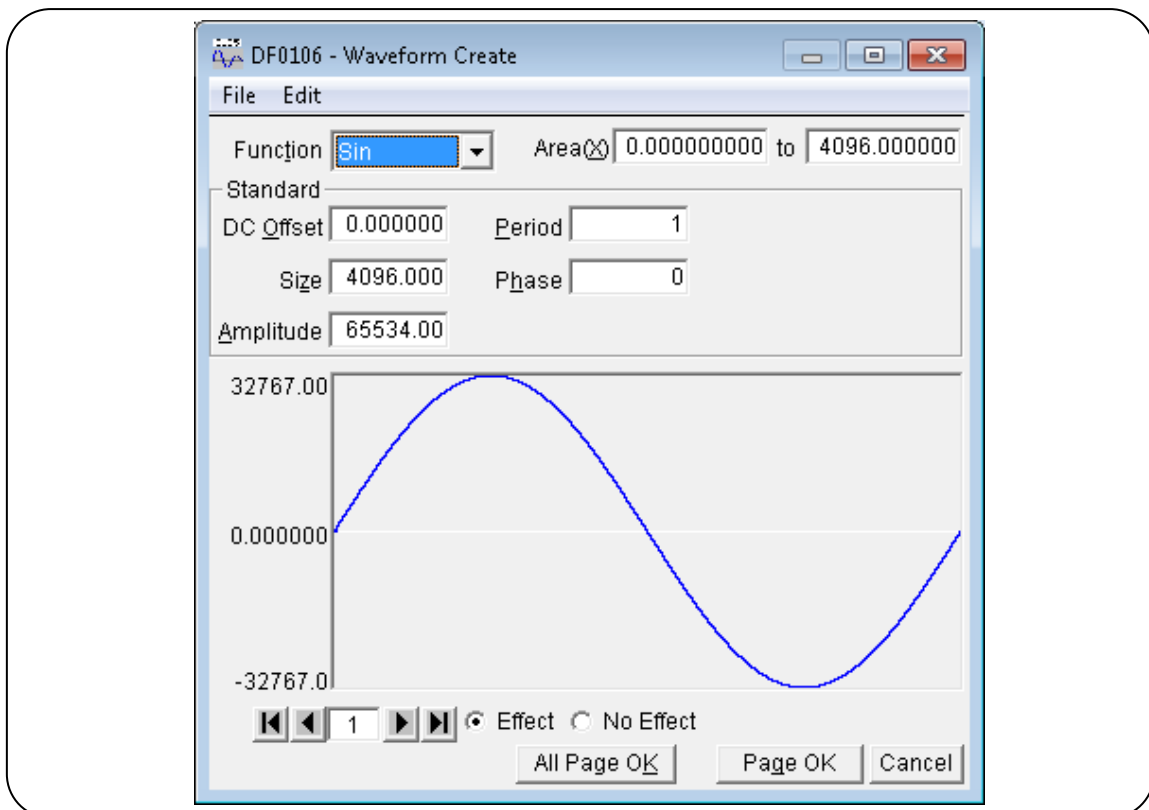 DF0106 - Waveform Create
File Edit
Function Sin Area(X) 0.000000000 to 4096.000000
Standard
DC Offset 0.000000 Period 1
Size 4096.000 Phase 0
Amplitude 65534.00
32767.00
0.000000
-32767.0
1 Effect No Effect
All Page OK Page OK Cancel